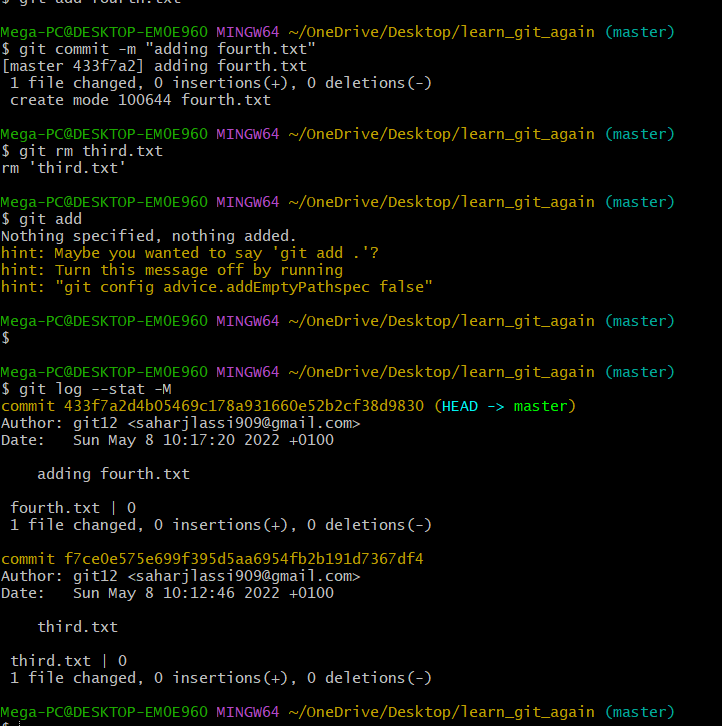 $ git add fourth.txt
Mega-PC@DESKTOP-EMOE960 MINGW64 ~/OneDrive/Desktop/learn_git_again (master)
$ git commit -m "adding fourth.txt"
[master 433f7a2] adding fourth.txt
 1 file changed, 0 insertions(+), 0 deletions(-)
 create mode 100644 fourth.txt
Mega-PC@DESKTOP-EMOE960 MINGW64 ~/OneDrive/Desktop/learn_git_again (master)
$ git rm third.txt
rm 'third.txt'
Mega-PC@DESKTOP-EMOE960 MINGW64 ~/OneDrive/Desktop/learn_git_again (master)
$ git add
Nothing specified, nothing added.
hint: Maybe you wanted to say 'git add .'?
hint: Turn this message off by running
hint: "git config advice.addEmptyPathspec false"
Mega-PC@DESKTOP-EMOE960 MINGW64 ~/OneDrive/Desktop/learn_git_again (master)
$
Mega-PC@DESKTOP-EMOE960 MINGW64 ~/OneDrive/Desktop/learn_git_again (master)
$ git log --stat -M
commit 433f7a2d4b05469c178a931660e52b2cf38d9830 (HEAD -> master)
Author: git12 <saharjlassi909@gmail.com>
Date:   Sun May 8 10:17:20 2022 +0100
    adding fourth.txt
 fourth.txt | 0
 1 file changed, 0 insertions(+), 0 deletions(-)
commit f7ce0e575e699f395d5aa6954fb2b191d7367df4
Author: git12 <saharjlassi909@gmail.com>
Date:   Sun May 8 10:12:46 2022 +0100
    third.txt
 third.txt | 0
 1 file changed, 0 insertions(+), 0 deletions(-)
Mega-PC@DESKTOP-EMOE960 MINGW64 ~/OneDrive/Desktop/learn_git_again (master)
$